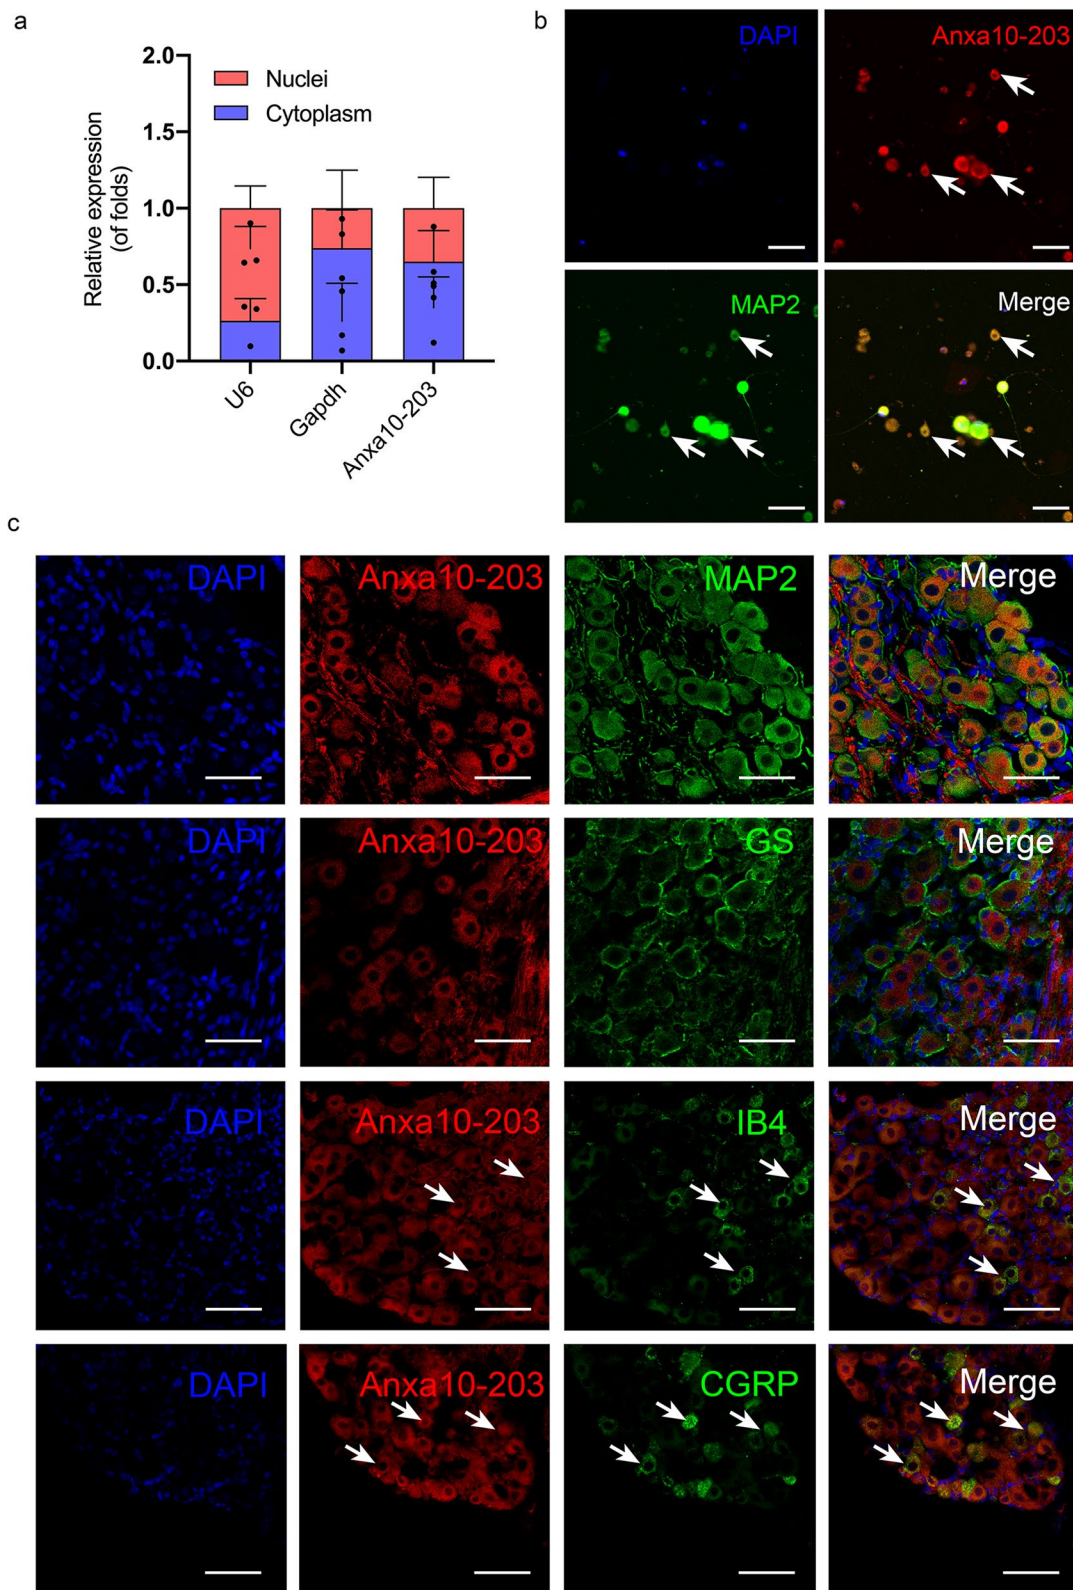 a
2.0
1.5
1.0
0.5
0.0
Relative expression
(of folds)
Nuclei
Cytoplasm
U6
Gapdh
Anxa10-203
b
DAPI
Anxa10-203
MAP2
Merge
c
DAPI
Anxa10-203
MAP2
Merge
DAPI
Anxa10-203
GS
Merge
DAPI
Anxa10-203
IB4
Merge
DAPI
Anxa10-203
CGRP
Merge